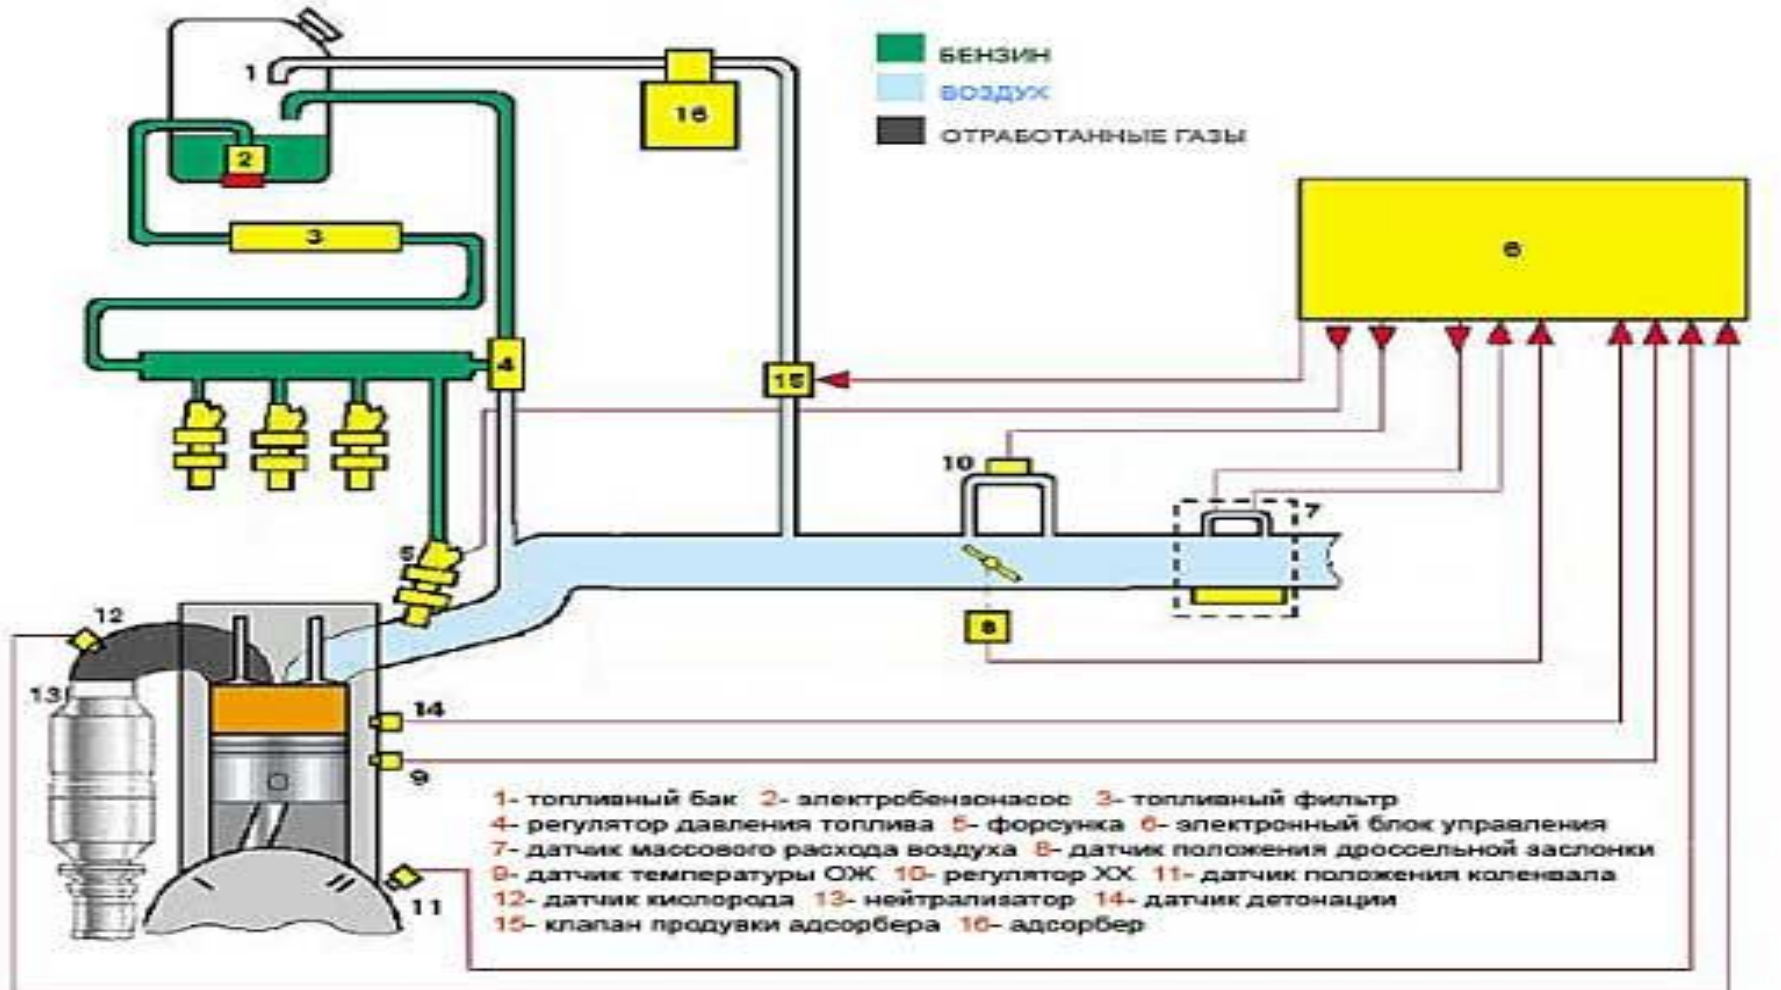 1
16
БЕНЗИН
ВОЗДУХ
ОТРАБОТАННЫЕ ГАЗЫ
2
3
6
4
15
10
7
5
8
12
13
14
9
11
1- топливный бак 2- электробензонасос 3- топливный фильтр
4- регулятор давления топлива 5- форсунка 6- электронный блок управления
7- датчик массового расхода воздуха 8- датчик положения дроссельной заслонки
9- датчик температуры ОЖ 10- регулятор ХХ 11- датчик положения коленвала
12- датчик кислорода 13- нейтрализатор 14- датчик детонации
15- клапан продувки адсорбера 16- адсорбер